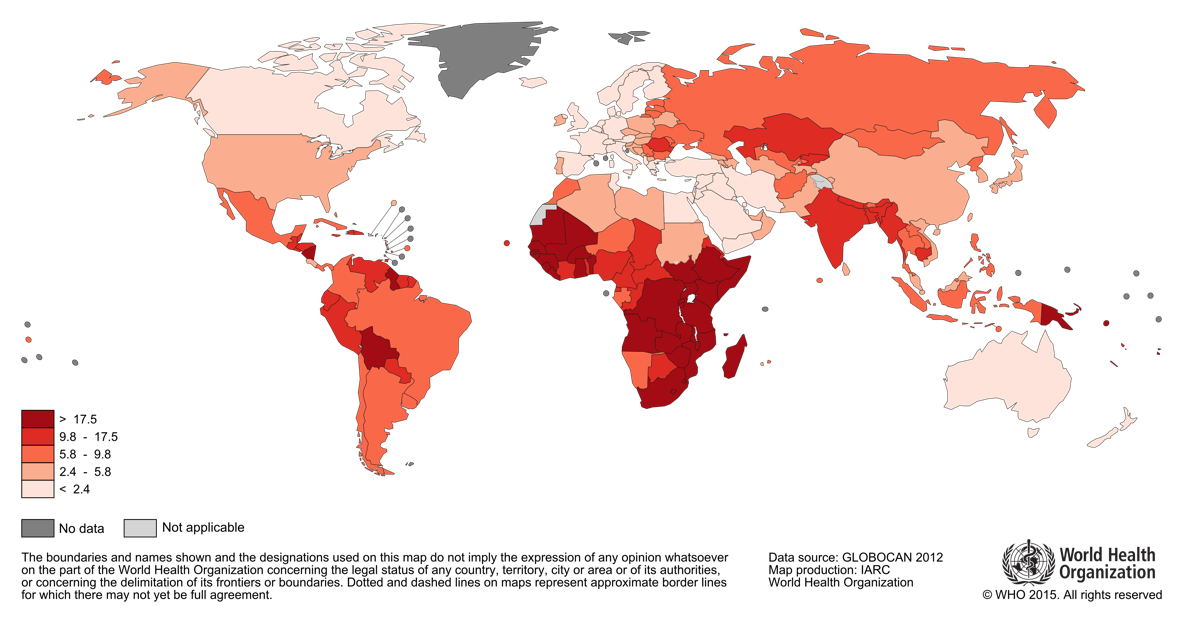 > 17.5
9.8 - 17.5
5.8 - 9.8
2.4 - 5.8
< 2.4
No data
Not applicable
The boundaries and names shown and the designations used on this map do not imply the expression of any opinion whatsoever
on the part of the World Health Organization concerning the legal status of any country, territory, city or area or of its authorities,
or concerning the delimitation of its frontiers or boundaries. Dotted and dashed lines on maps represent approximate border lines
for which there may not yet be full agreement.
Data source: GLOBOCAN 2012
Map production: IARC
World Health Organization
World Health
Organization
© WHO 2015. All rights reserved